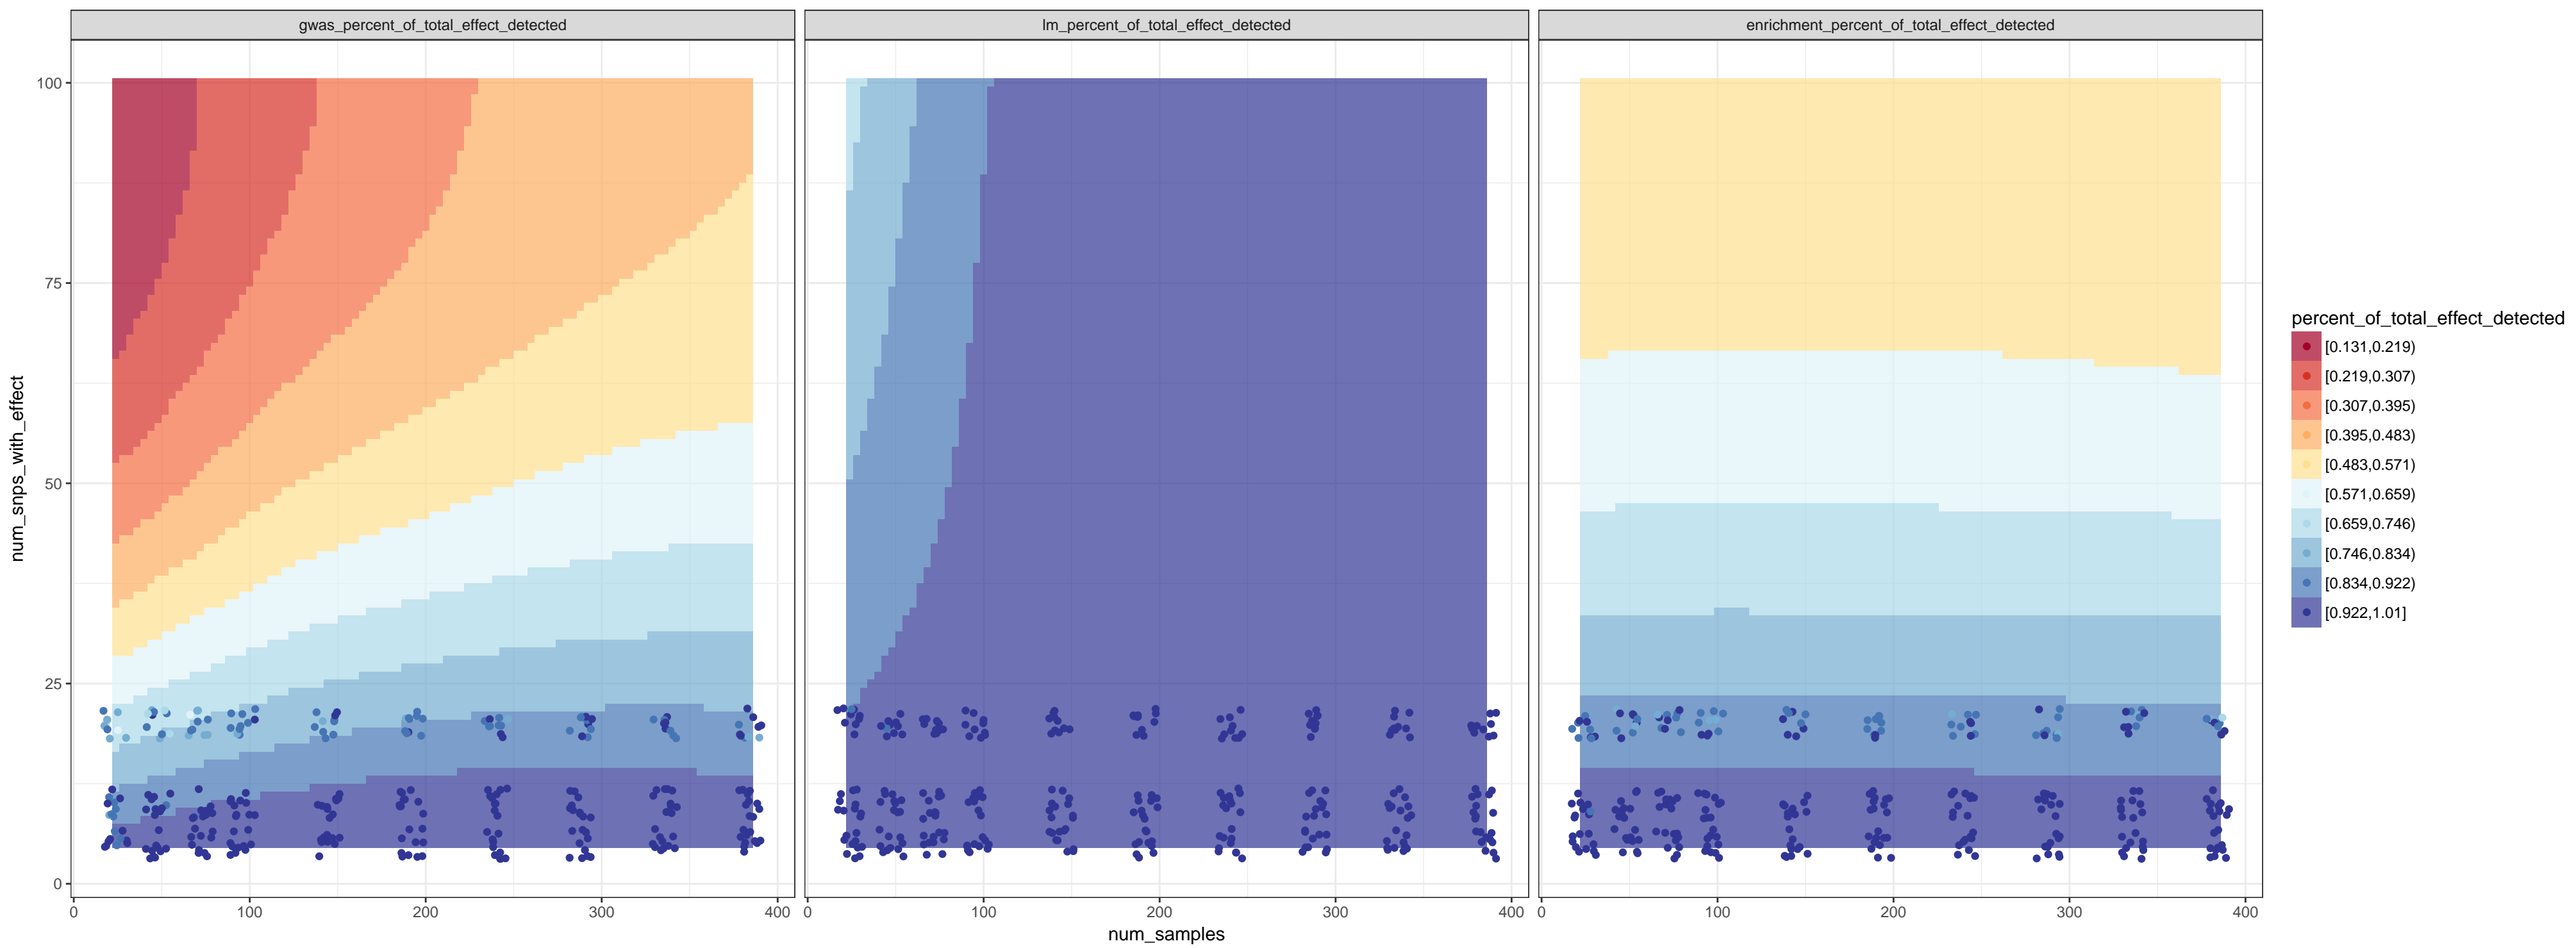 gwas_percent_of_total_effect_detected
lm_percent_of_total_effect_detected
enrichment_percent_of_total_effect_detected
num_snps_with_effect
100
75
50
25
0
0 100 200 300 400
0 100 200 300 400
0 100 200 300 400
num_samples
percent_of_total_effect_detected
[0.131,0.219)
[0.219,0.307)
[0.307,0.395)
[0.395,0.483)
[0.483,0.571)
[0.571,0.659)
[0.659,0.746)
[0.746,0.834)
[0.834,0.922)
[0.922,1.01]